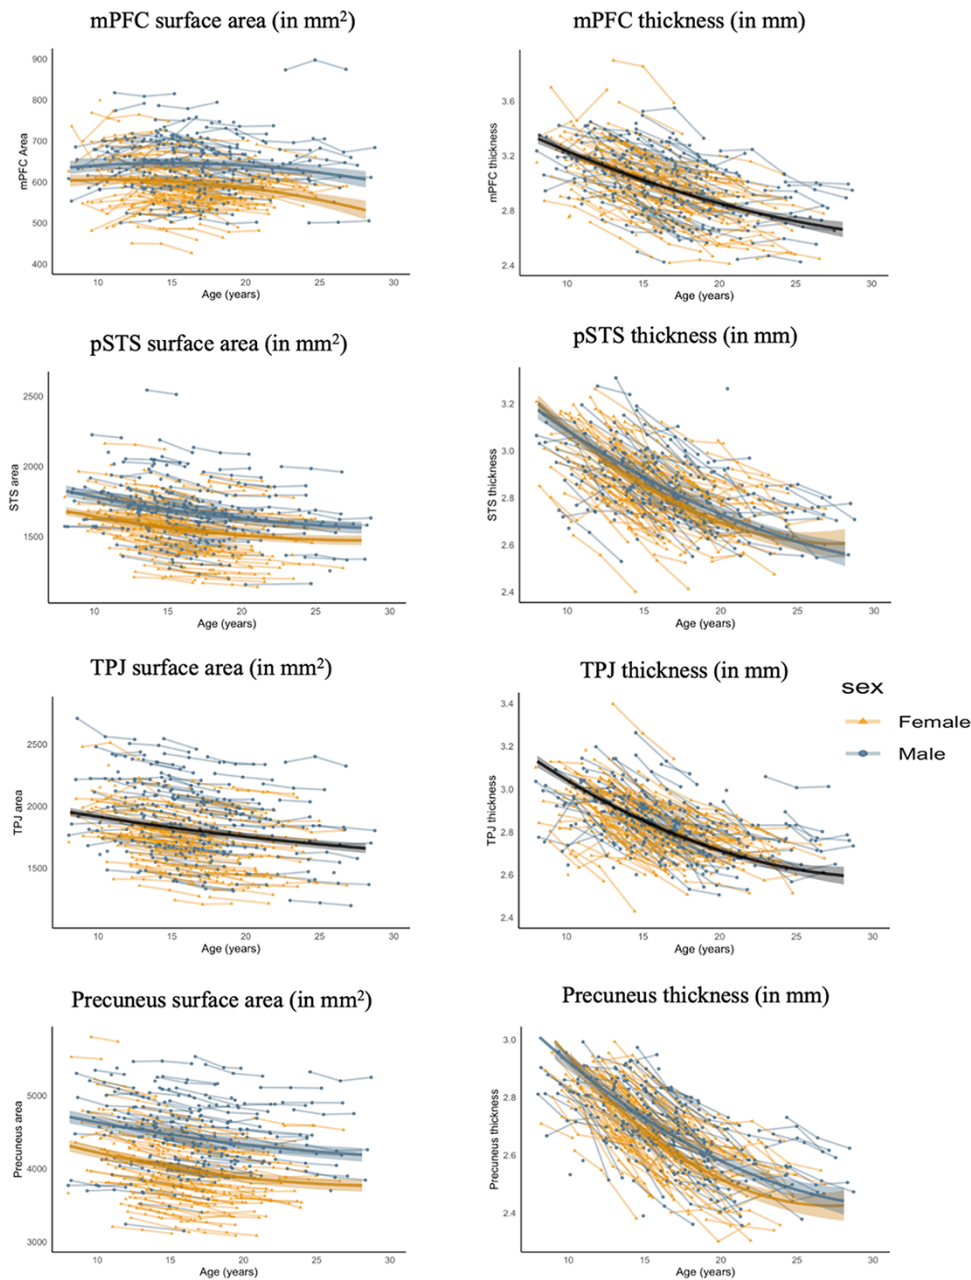 mPFC surface area (in mm²)
mPFC thickness (in mm)
mPFC Area
900
800
700
600
500
400
10 15 20 25 30
Age (years)
mPFC thickness
3.6
3.2
2.8
2.4
10 15 20 25 30
Age (years)
pSTS surface area (in mm²)
pSTS thickness (in mm)
STS area
2500
2000
1500
10 15 20 25 30
Age (years)
STS thickness
3.2
3.0
2.8
2.6
2.4
10 15 20 25 30
Age (years)
TPJ surface area (in mm²)
TPJ thickness (in mm)
TPJ area
2500
2000
1500
10 15 20 25 30
Age (years)
TPJ thickness
3.4
3.2
3.0
2.8
2.6
2.4
10 15 20 25 30
Age (years)
sex
Female
Male
Precuneus surface area (in mm²)
Precuneus thickness (in mm)
Precuneus area
5000
4000
3000
10 15 20 25 30
Age (years)
Precuneus thickness
3.0
2.8
2.6
2.4
10 15 20 25 30
Age (years)